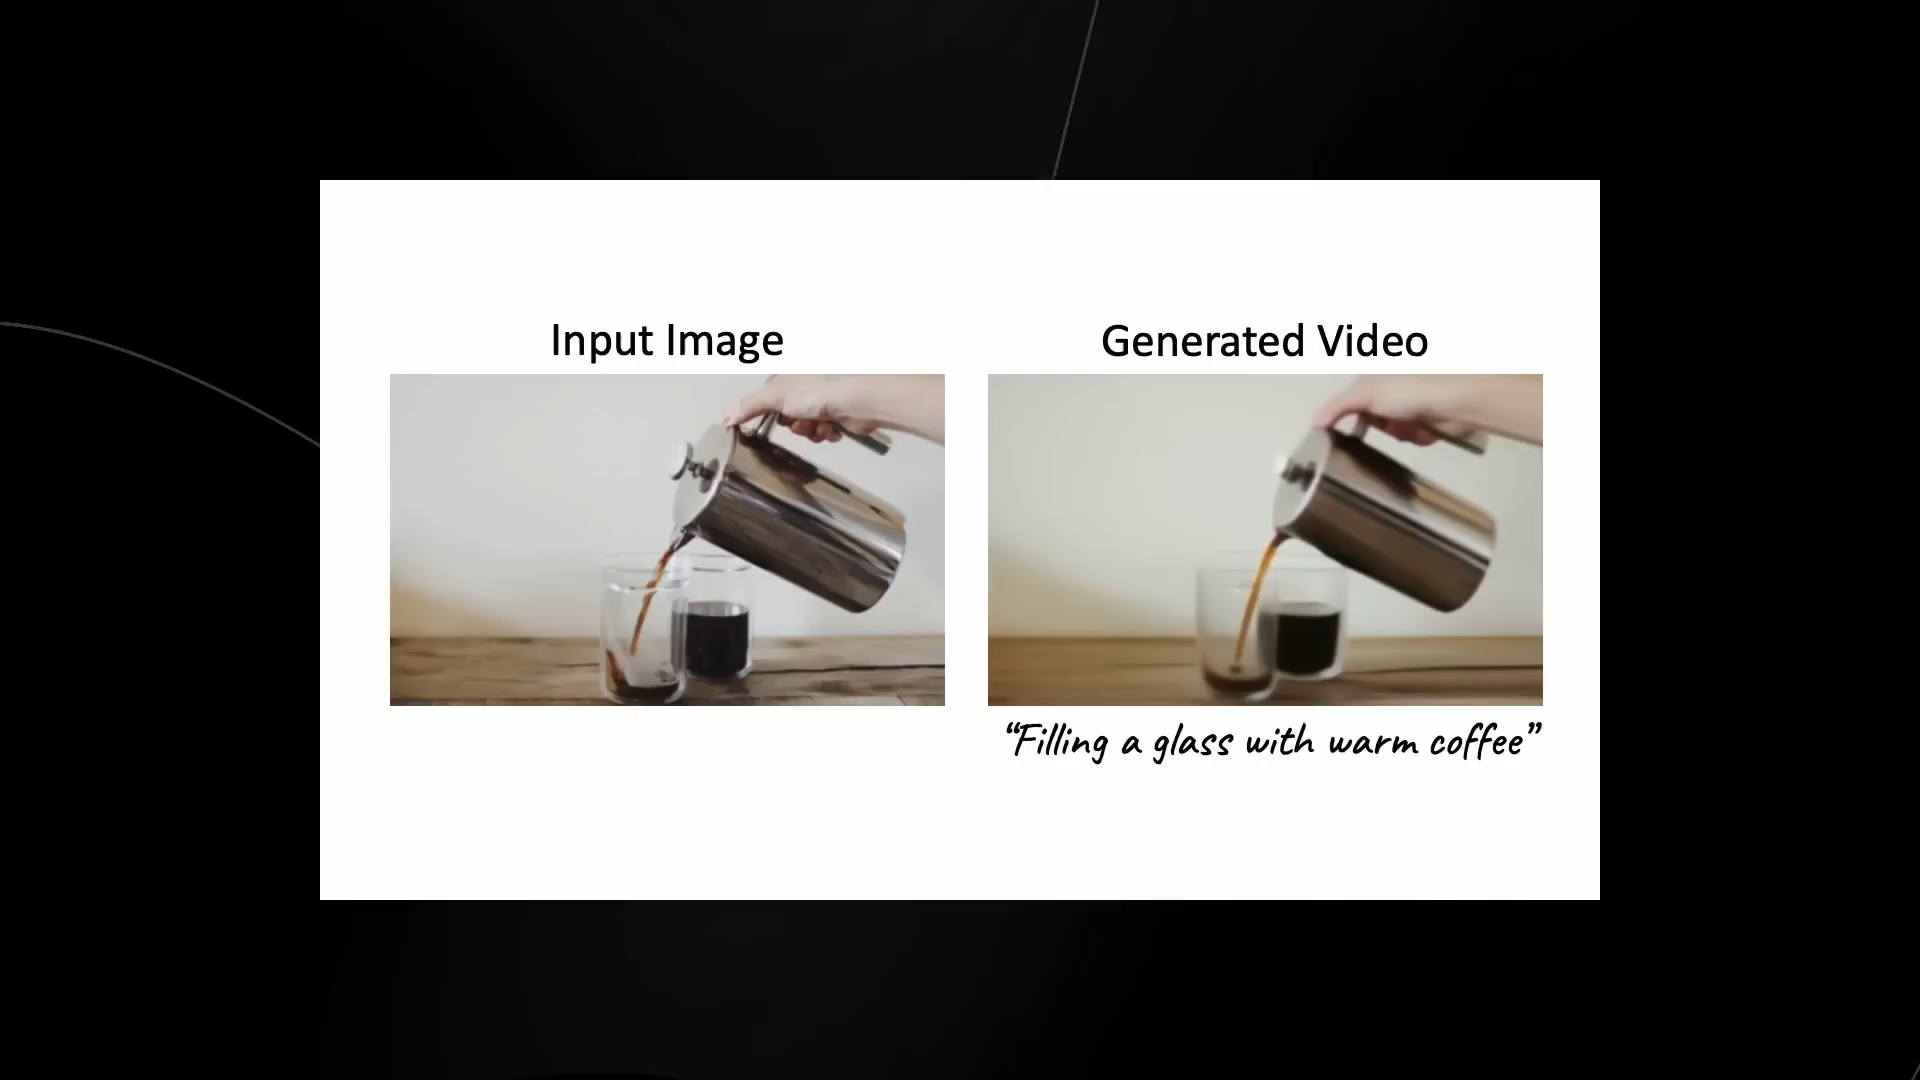 Input Image
Generated Video
“Filling a glass with warm coffee”